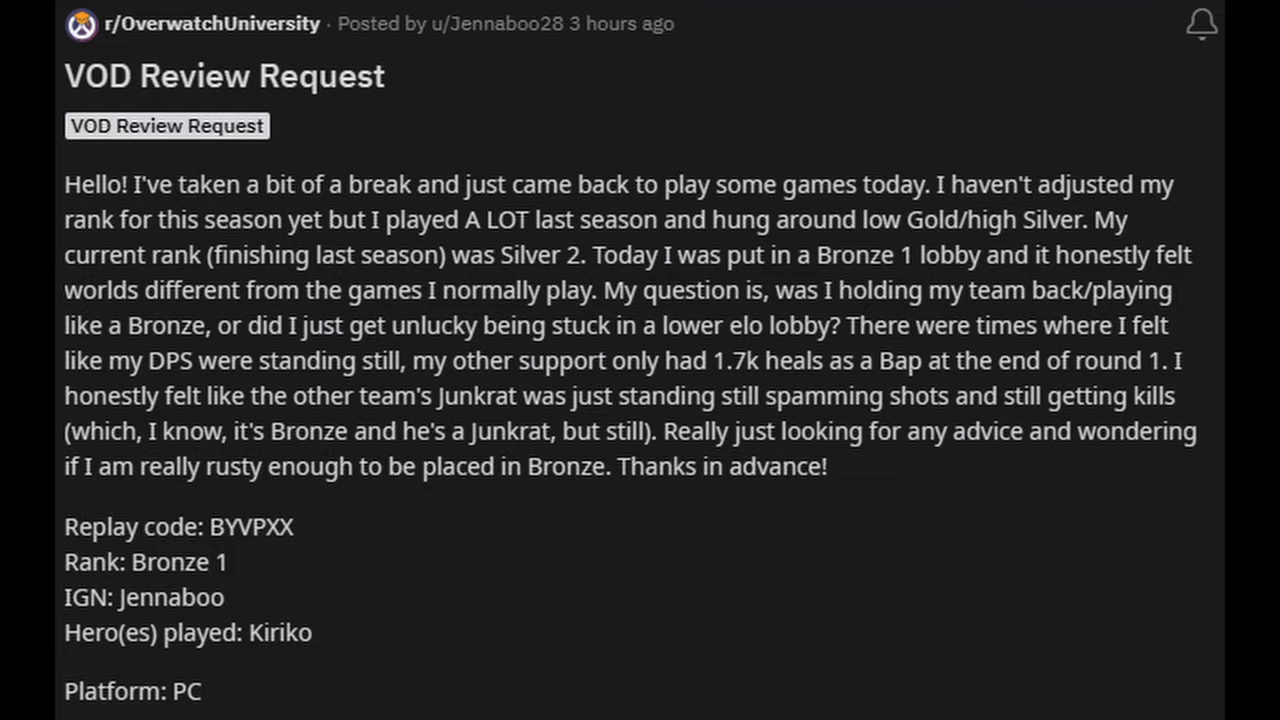 r/OverwatchUniversity · Posted by u/Jennaboo28 3 hours ago
VOD Review Request
VOD Review Request
Hello! I've taken a bit of a break and just came back to play some games today. I haven't adjusted my
rank for this season yet but I played A LOT last season and hung around low Gold/high Silver. My
current rank (finishing last season) was Silver 2. Today I was put in a Bronze 1 lobby and it honestly felt
worlds different from the games I normally play. My question is, was I holding my team back/playing
like a Bronze, or did I just get unlucky being stuck in a lower elo lobby? There were times where I felt
like my DPS were standing still, my other support only had 1.7k heals as a Bap at the end of round 1. I
honestly felt like the other team's Junkrat was just standing still spamming shots and still getting kills
(which, I know, it's Bronze and he's a Junkrat, but still). Really just looking for any advice and wondering
if I am really rusty enough to be placed in Bronze. Thanks in advance!
Replay code: BYVPXX
Rank: Bronze 1
IGN: Jennaboo
Hero(es) played: Kiriko
Platform: PC